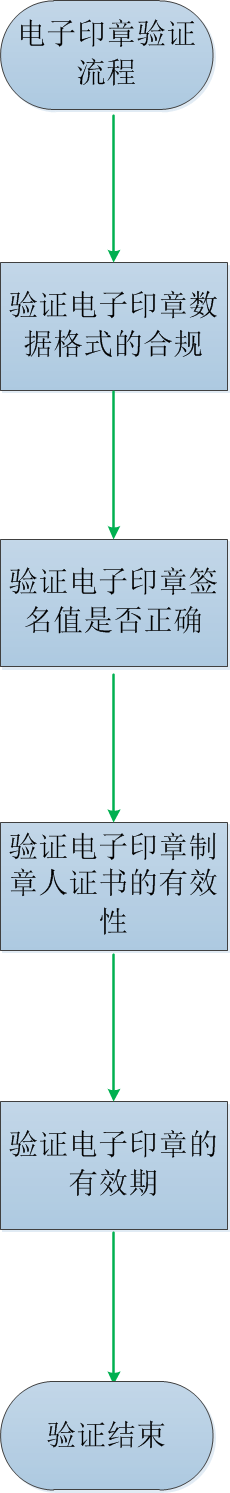 电子印章验证
流程
验证电子印章数
据格式的合规
验证电子印章签
名值是否正确
验证电子印章制
章人证书的有效
性
验证电子印章的
有效期
验证结束